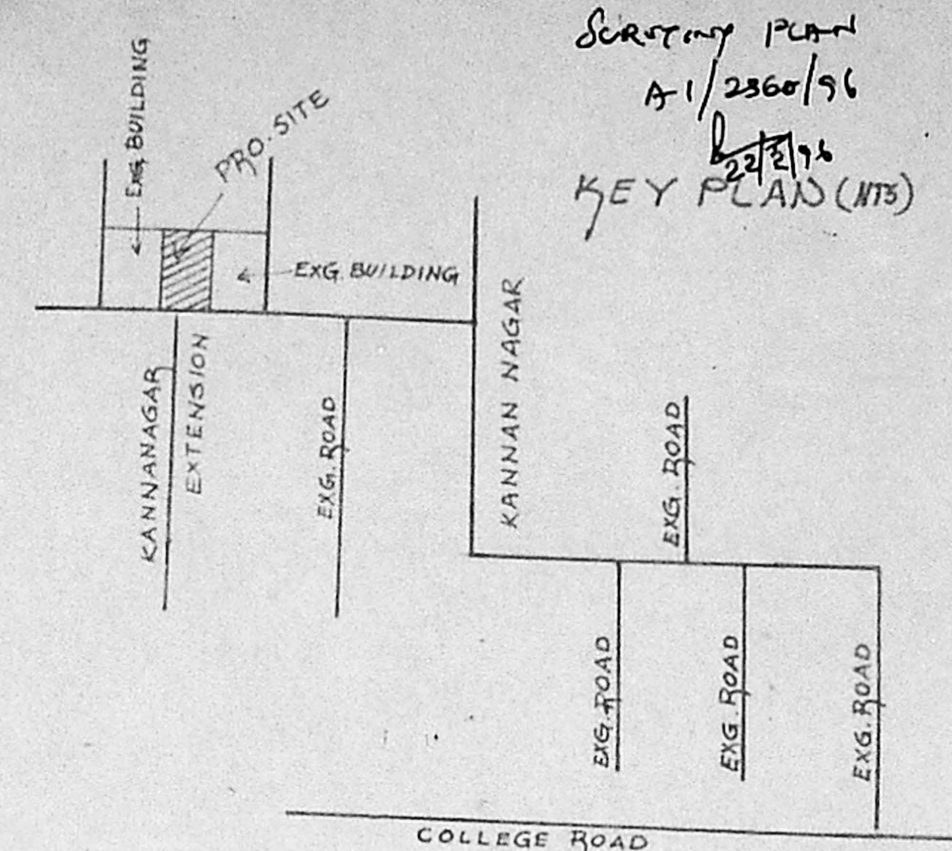 SCRUTINY PLAN
A1/2360/96
22/2/96
KEY PLAN (NTS)
EXG. BUILDING
PRO. SITE
EXG. BUILDING
KANNANAGAR
EXTENSION
EXG. ROAD
KANNAN NAGAR
EXG. ROAD
EXG. ROAD
EXG. ROAD
EXG. ROAD
COLLEGE ROAD